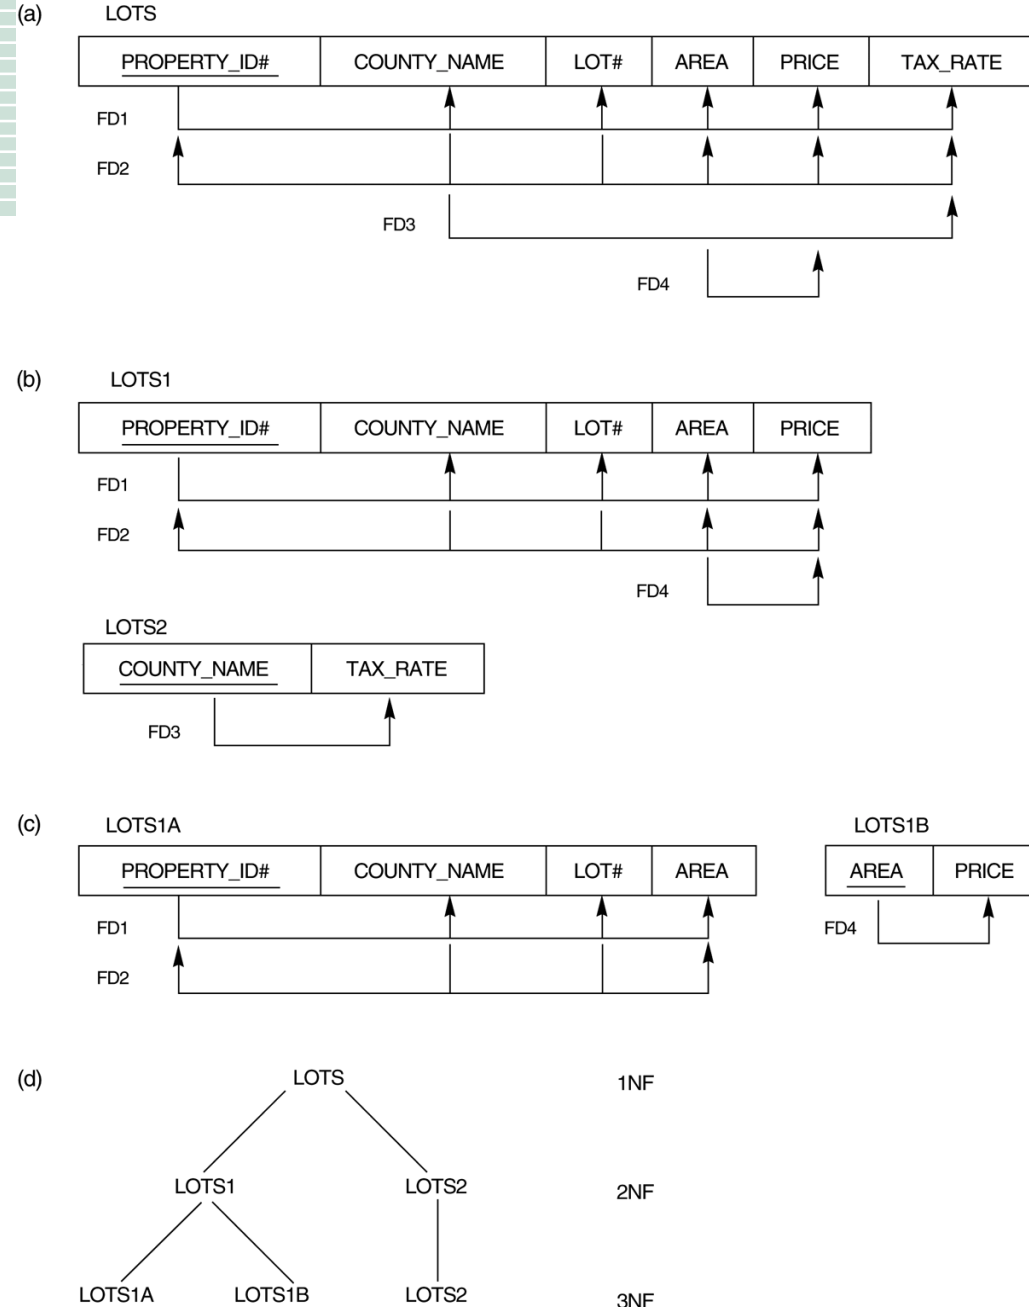 (a) LOTS
PROPERTY_ID# COUNTY_NAME LOT# AREA PRICE TAX_RATE
FD1
FD2
FD3
FD4
(b) LOTS1
PROPERTY_ID# COUNTY_NAME LOT# AREA PRICE
FD1
FD2
FD4
LOTS2
COUNTY_NAME TAX_RATE
FD3
(c) LOTS1A LOTS1B
PROPERTY_ID# COUNTY_NAME LOT# AREA AREA PRICE
FD1 FD4
FD2
(d) LOTS 1NF
LOTS1 LOTS2 2NF
LOTS1A LOTS1B LOTS2 3NF